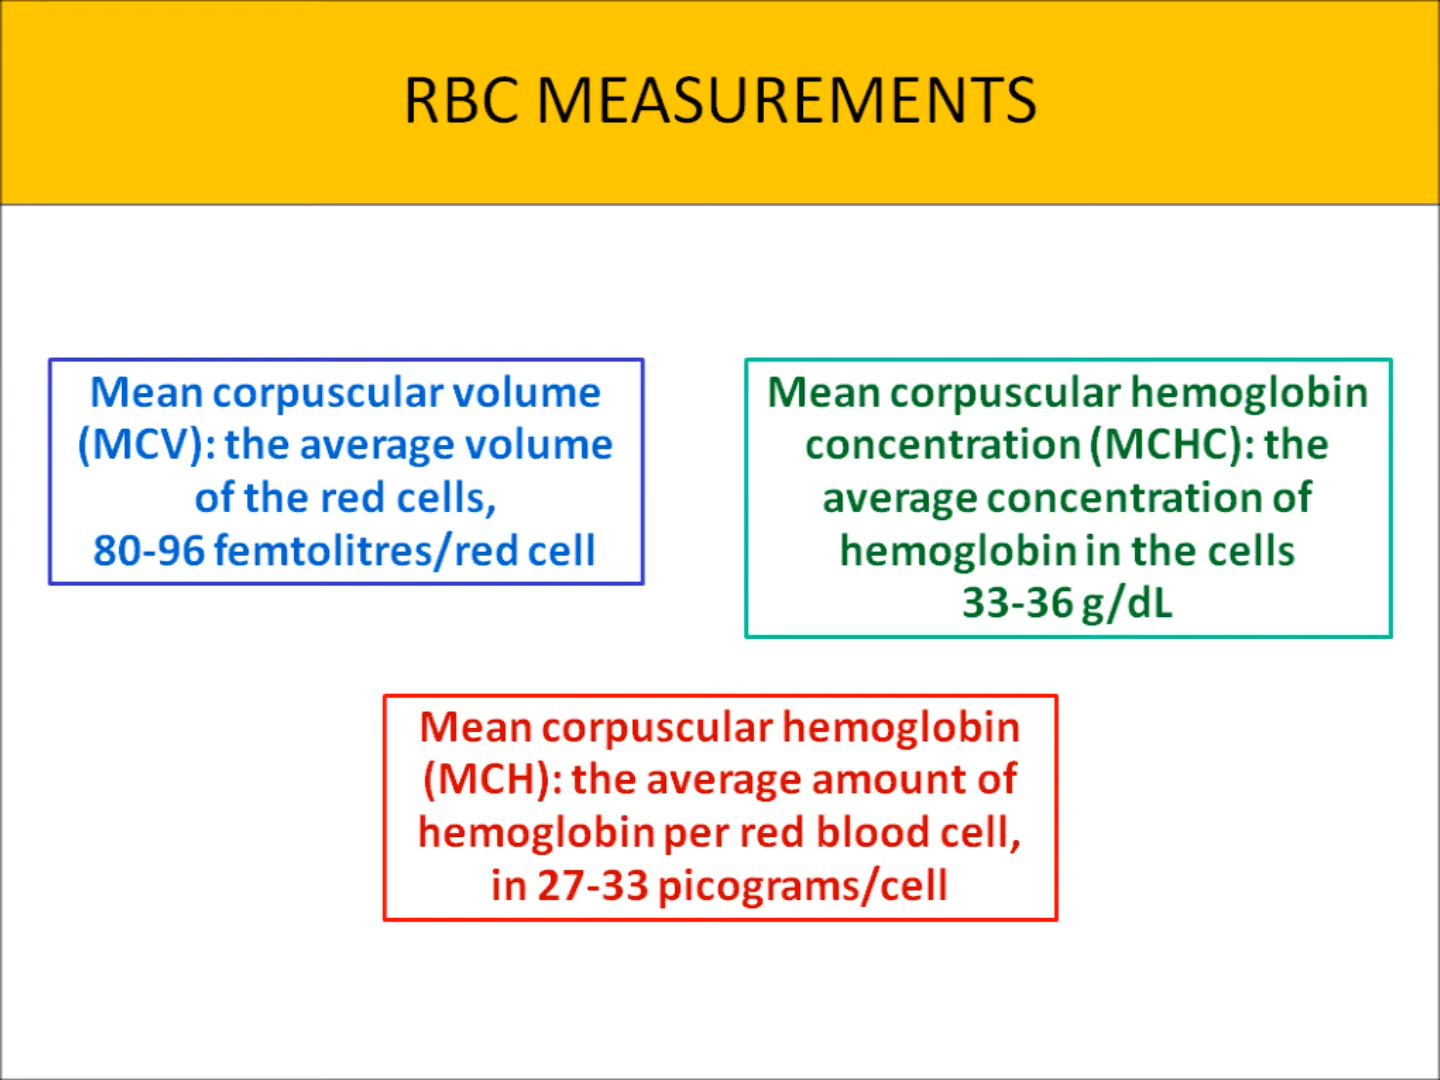 RBC MEASUREMENTS
Mean corpuscular volume
(MCV): the average volume
of the red cells,
80-96 femtolitres/red cell
Mean corpuscular hemoglobin
concentration (MCHC): the
average concentration of
hemoglobin in the cells
33-36 g/dL
Mean corpuscular hemoglobin
(MCH): the average amount of
hemoglobin per red blood cell,
in 27-33 picograms/cell